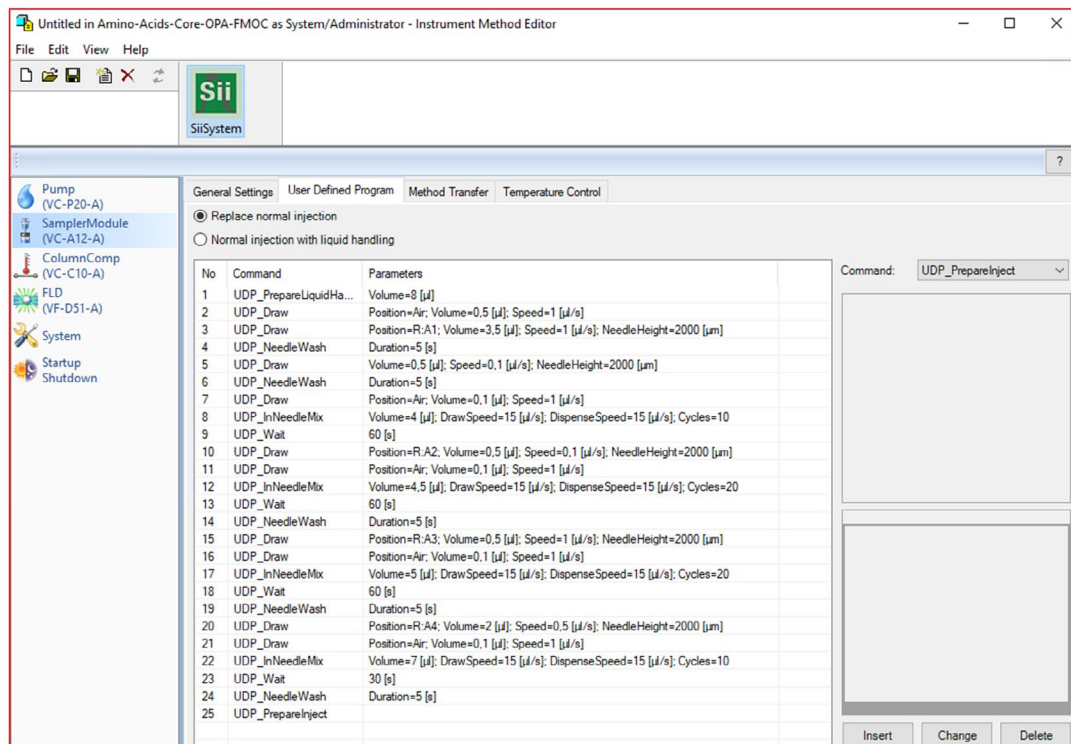 Untitled in Amino-Acids-Core-OPA-FMOC as System/Administrator - Instrument Method Editor
File Edit View Help
Sii
SiiSystem
?
Pump
(VC-P20-A)
SamplerModule
(VC-A12-A)
ColumnComp
(VC-C10-A)
FLD
(VF-D51-A)
System
Startup
Shutdown
General Settings User Defined Program Method Transfer Temperature Control
Replace normal injection
Normal injection with liquid handling
No Command Parameters
1 UDP_PrepareLiquidHa... Volume=8 [µl]
2 UDP_Draw Position=Air; Volume=0,5 [µl]; Speed=1 [µl/s]
3 UDP_Draw Position=R:A1; Volume=3,5 [µl]; Speed=1 [µl/s]; NeedleHeight=2000 [µm]
4 UDP_NeedleWash Duration=5 [s]
5 UDP_Draw Volume=0,5 [µl]; Speed=0,1 [µl/s]; NeedleHeight=2000 [µm]
6 UDP_NeedleWash Duration=5 [s]
7 UDP_Draw Position=Air; Volume=0,1 [µl]; Speed=1 [µl/s]
8 UDP_InNeedleMix Volume=4 [µl]; DrawSpeed=15 [µl/s]; DispenseSpeed=15 [µl/s]; Cycles=10
9 UDP_Wait 60 [s]
10 UDP_Draw Position=R:A2; Volume=0,5 [µl]; Speed=0,1 [µl/s]; NeedleHeight=2000 [µm]
11 UDP_Draw Position=Air; Volume=0,1 [µl]; Speed=1 [µl/s]
12 UDP_InNeedleMix Volume=4,5 [µl]; DrawSpeed=15 [µl/s]; DispenseSpeed=15 [µl/s]; Cycles=20
13 UDP_Wait 60 [s]
14 UDP_NeedleWash Duration=5 [s]
15 UDP_Draw Position=R:A3; Volume=0,5 [µl]; Speed=1 [µl/s]; NeedleHeight=2000 [µm]
16 UDP_Draw Position=Air; Volume=0,1 [µl]; Speed=1 [µl/s]
17 UDP_InNeedleMix Volume=5 [µl]; DrawSpeed=15 [µl/s]; DispenseSpeed=15 [µl/s]; Cycles=20
18 UDP_Wait 60 [s]
19 UDP_NeedleWash Duration=5 [s]
20 UDP_Draw Position=R:A4; Volume=2 [µl]; Speed=0,5 [µl/s]; NeedleHeight=2000 [µm]
21 UDP_Draw Position=Air; Volume=0,1 [µl]; Speed=1 [µl/s]
22 UDP_InNeedleMix Volume=7 [µl]; DrawSpeed=15 [µl/s]; DispenseSpeed=15 [µl/s]; Cycles=10
23 UDP_Wait 30 [s]
24 UDP_NeedleWash Duration=5 [s]
25 UDP_PrepareInject
Command: UDP_PrepareInject
Insert Change Delete